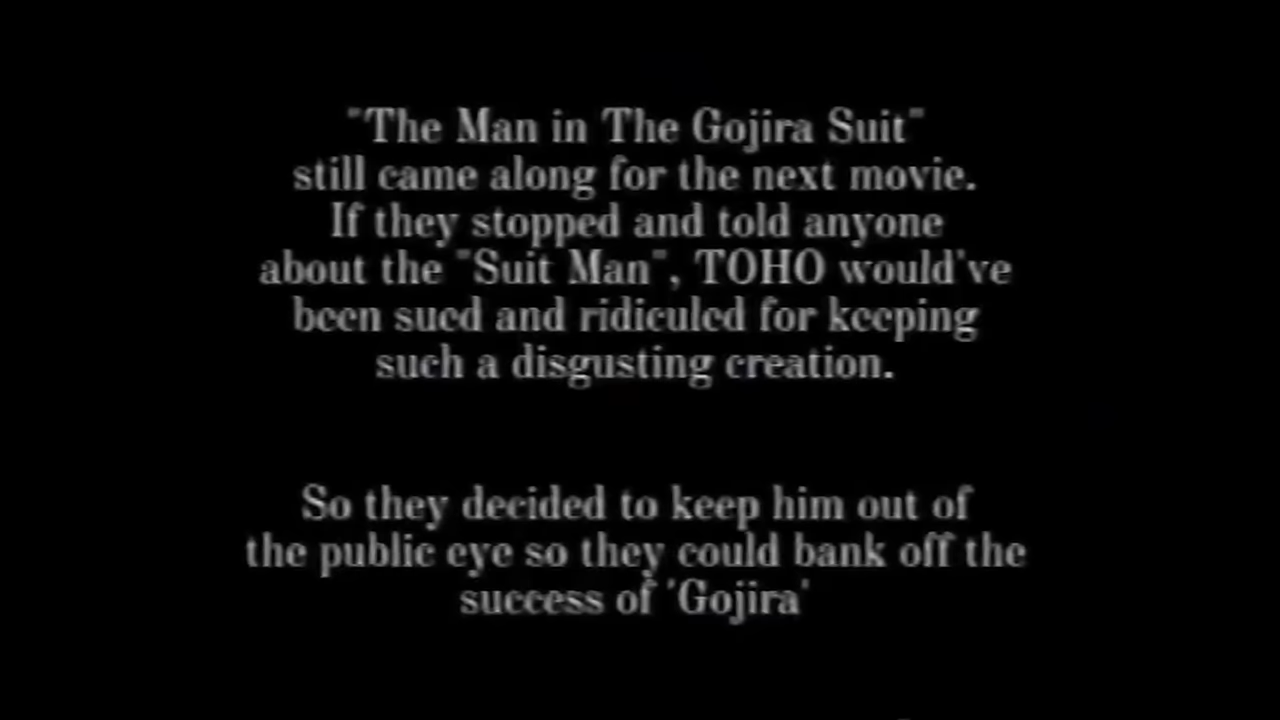 "The Man in The Gojira Suit"
still came along for the next movie.
If they stopped and told anyone
about the "Suit Man", TOHO would've
been sued and ridiculed for keeping
such a disgusting creation.
So they decided to keep him out of
the public eye so they could bank off the
success of 'Gojira'